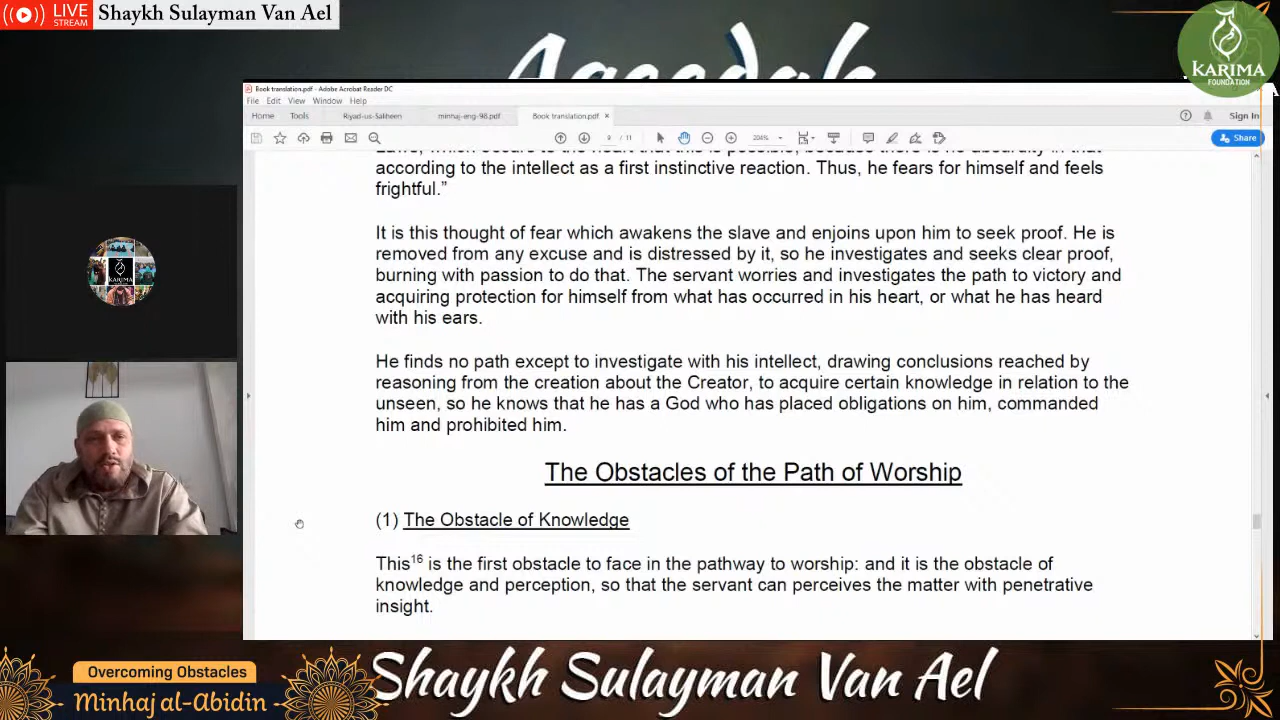 LIVE
STREAM
Shaykh Sulayman Van Ael
Aqeedah
KARIMA
FOUNDATION
Book translation.pdf - Adobe Acrobat Reader DC
File Edit View Window Help
Home Tools Riyad-us-Saliheen minhaj-eng-98.pdf Book translation.pdf × Sign In
9 / 11 204% Share
according to the intellect as a first instinctive reaction. Thus, he fears for himself and feels
frightful.”
It is this thought of fear which awakens the slave and enjoins upon him to seek proof. He is
removed from any excuse and is distressed by it, so he investigates and seeks clear proof,
burning with passion to do that. The servant worries and investigates the path to victory and
acquiring protection for himself from what has occurred in his heart, or what he has heard
with his ears.
He finds no path except to investigate with his intellect, drawing conclusions reached by
reasoning from the creation about the Creator, to acquire certain knowledge in relation to the
unseen, so he knows that he has a God who has placed obligations on him, commanded
him and prohibited him.
The Obstacles of the Path of Worship
(1) The Obstacle of Knowledge
This16 is the first obstacle to face in the pathway to worship: and it is the obstacle of
knowledge and perception, so that the servant can perceives the matter with penetrative
insight.
KARIMA
Overcoming Obstacles
Minhaj al-Abidin
Shaykh Sulayman Van Ael